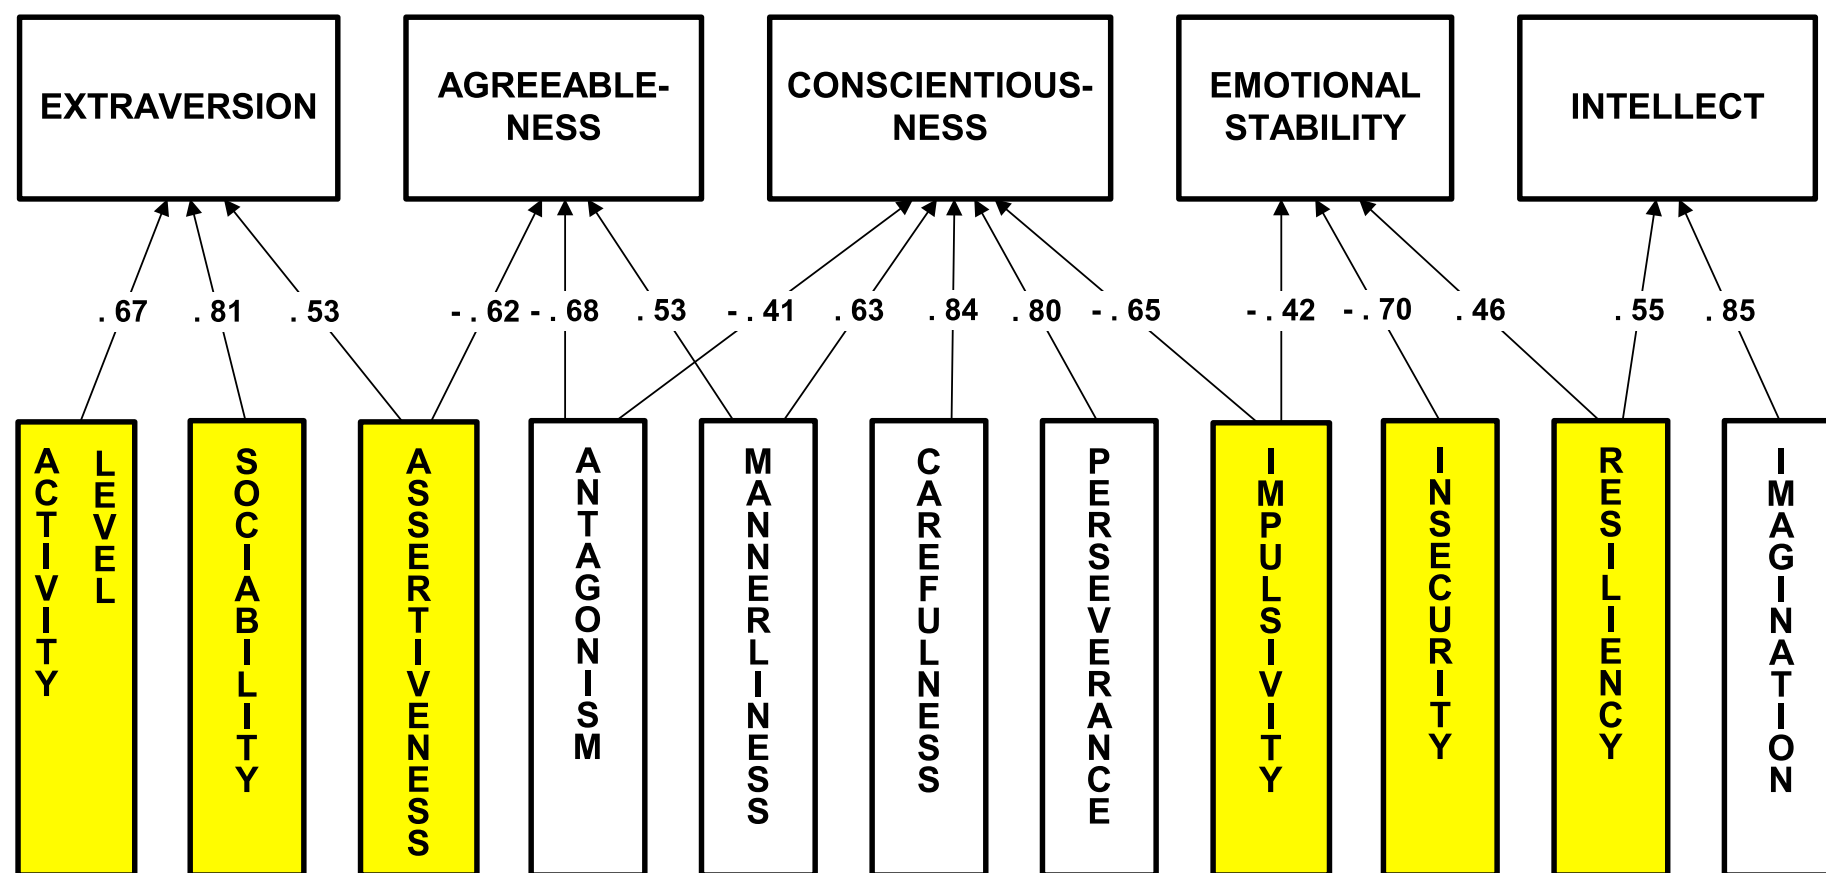 EXTRAVERSION
AGREEABLE-
NESS
CONSCIENTIOUS-
NESS
EMOTIONAL
STABILITY
INTELLECT
. 67
. 81
. 53
- . 62
- . 68
. 53
- . 41
. 63
. 84
. 80
- . 65
- . 42
- . 70
. 46
. 55
. 85
ACTIVITY
LEVEL
SOCIABILITY
ASSERTIVENESS
ANTAGONISM
MANNERLINESS
CAREFULNESS
PERSEVERANCE
IMPULSIVITY
INSECURITY
RESILIENCY
IMAGINATION